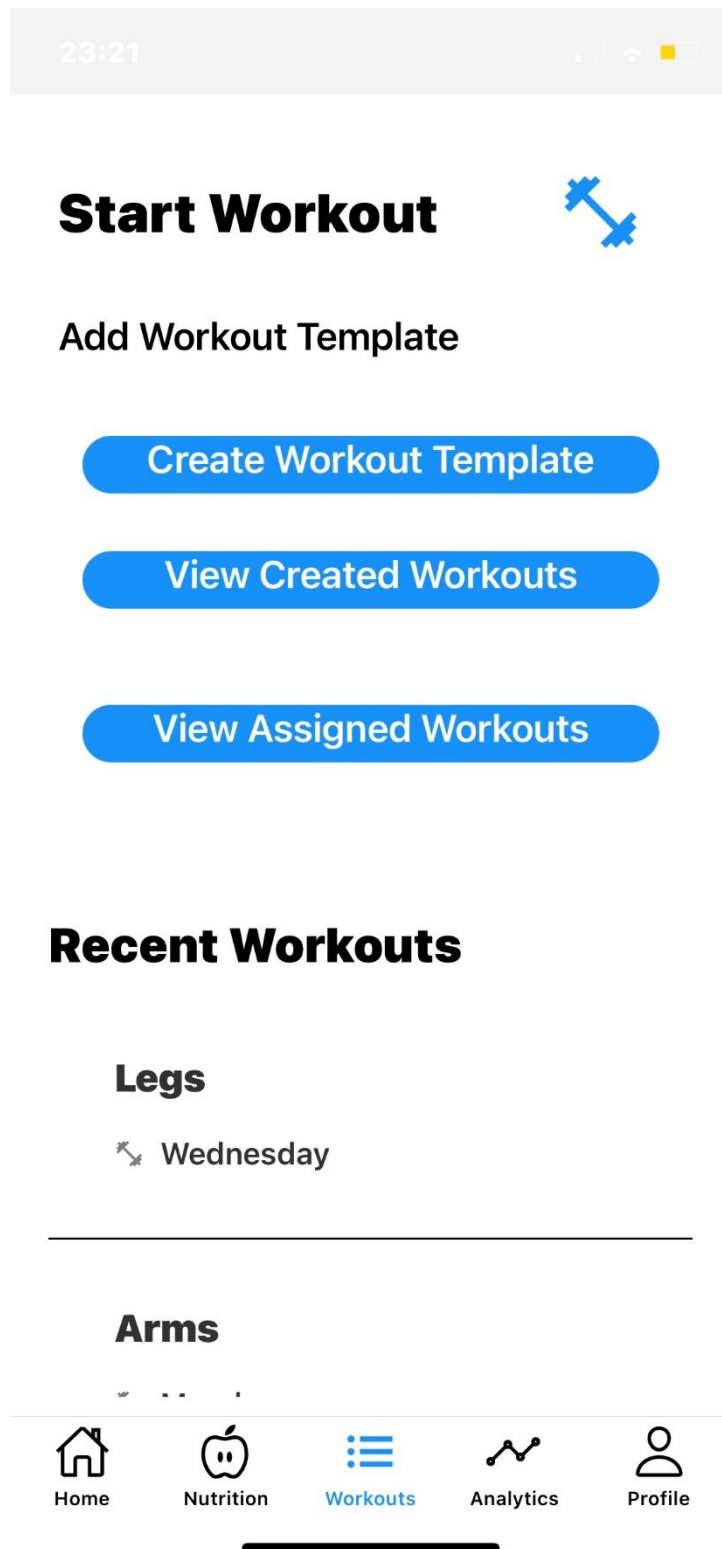 23:21
Start Workout
Add Workout Template
Create Workout Template
View Created Workouts
View Assigned Workouts
Recent Workouts
Legs
Wednesday
Arms
Home
Nutrition
Workouts
Analytics
Profile